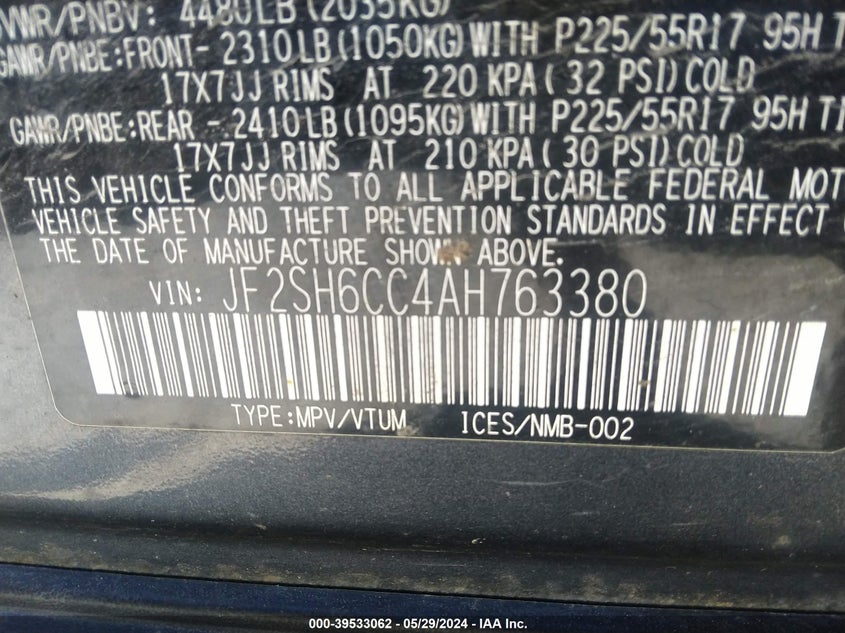 4480LB (2035KG)
GAWR/PNBE:FRONT- 2310LB(1050KG)WITH P225/55R17 95H
17X7JJ RIMS AT 220 KPA( 32 PSI)COLD
GAWR/PNBE:REAR - 2410LB(1095KG)WITH P225/55R17 95H
17X7JJ RIMS AT 210 KPA( 30 PSI)COLD
THIS VEHICLE CONFORMS TO ALL APPLICABLE FEDERAL MOT
VEHICLE SAFETY AND THEFT PREVENTION STANDARDS IN EFFECT
THE DATE OF MANUFACTURE SHOWN ABOVE.
VIN: JF2SH6CC4AH763380
TYPE:MPV/VTUM ICES/NMB-002
000-39533062 - 05/29/2024 - IAA Inc.